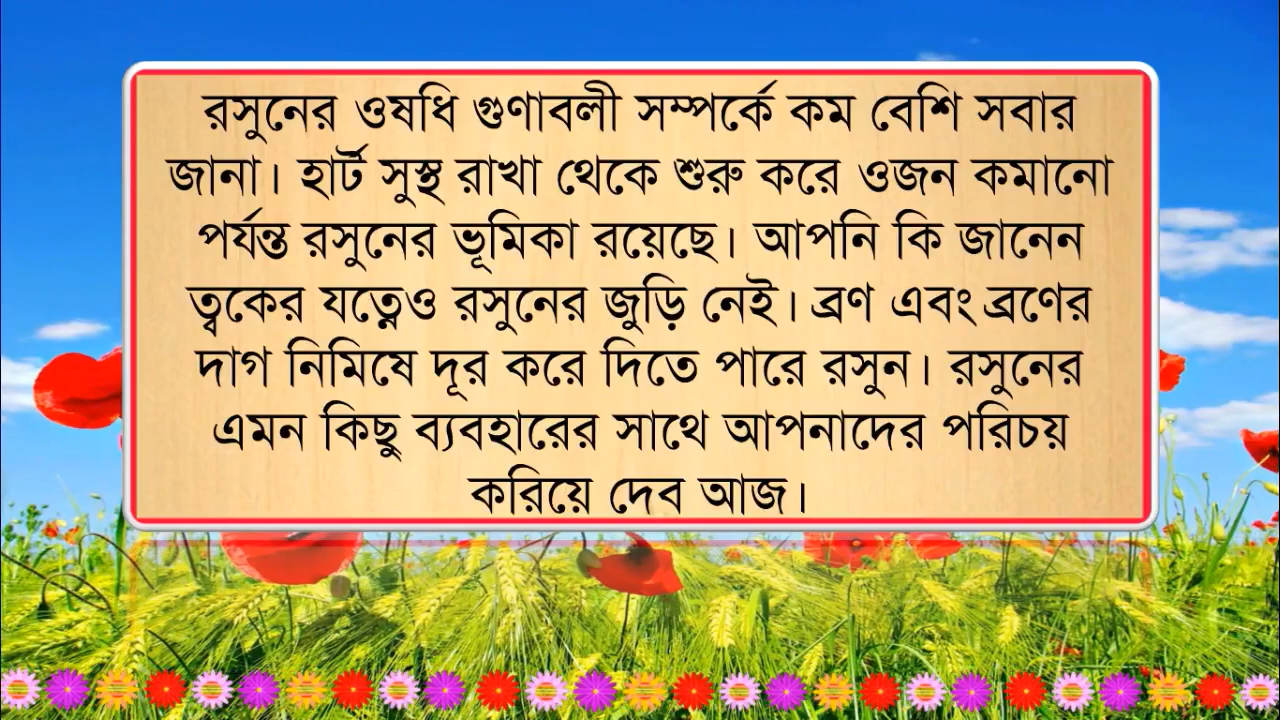 রসুনের ওষধি গুণাবলী সম্পর্কে কম বেশি সবার
জানা। হার্ট সুস্থ রাখা থেকে শুরু করে ওজন কমানো
পর্যন্ত রসুনের ভূমিকা রয়েছে। আপনি কি জানেন
ত্বকের যত্নেও রসুনের জুড়ি নেই। ব্রণ এবং ব্রণের
দাগ নিমিষে দূর করে দিতে পারে রসুন। রসুনের
এমন কিছু ব্যবহারের সাথে আপনাদের পরিচয়
করিয়ে দেব আজ।